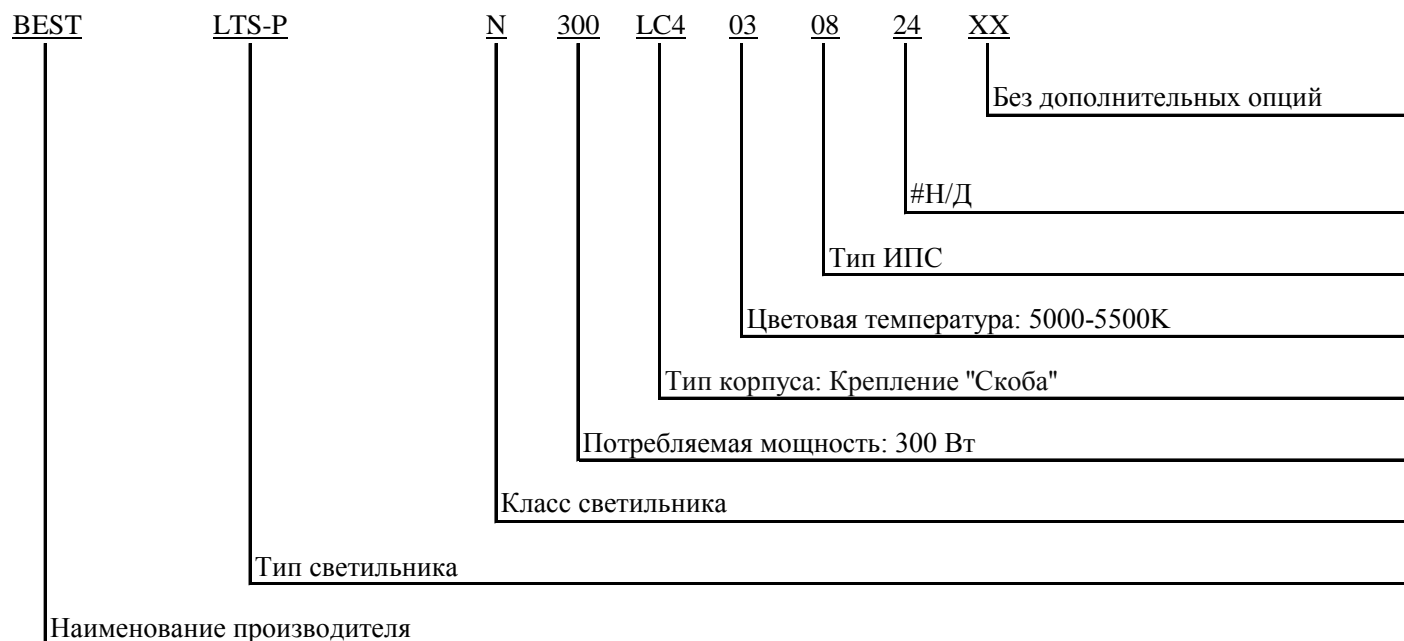 BEST LTS-P N 300 LC4 03 08 24 XX
Без дополнительных опций
#Н/Д
Тип ИПС
Цветовая температура: 5000-5500K
Тип корпуса: Крепление "Скоба"
Потребляемая мощность: 300 Вт
Класс светильника
Тип светильника
Наименование производителя